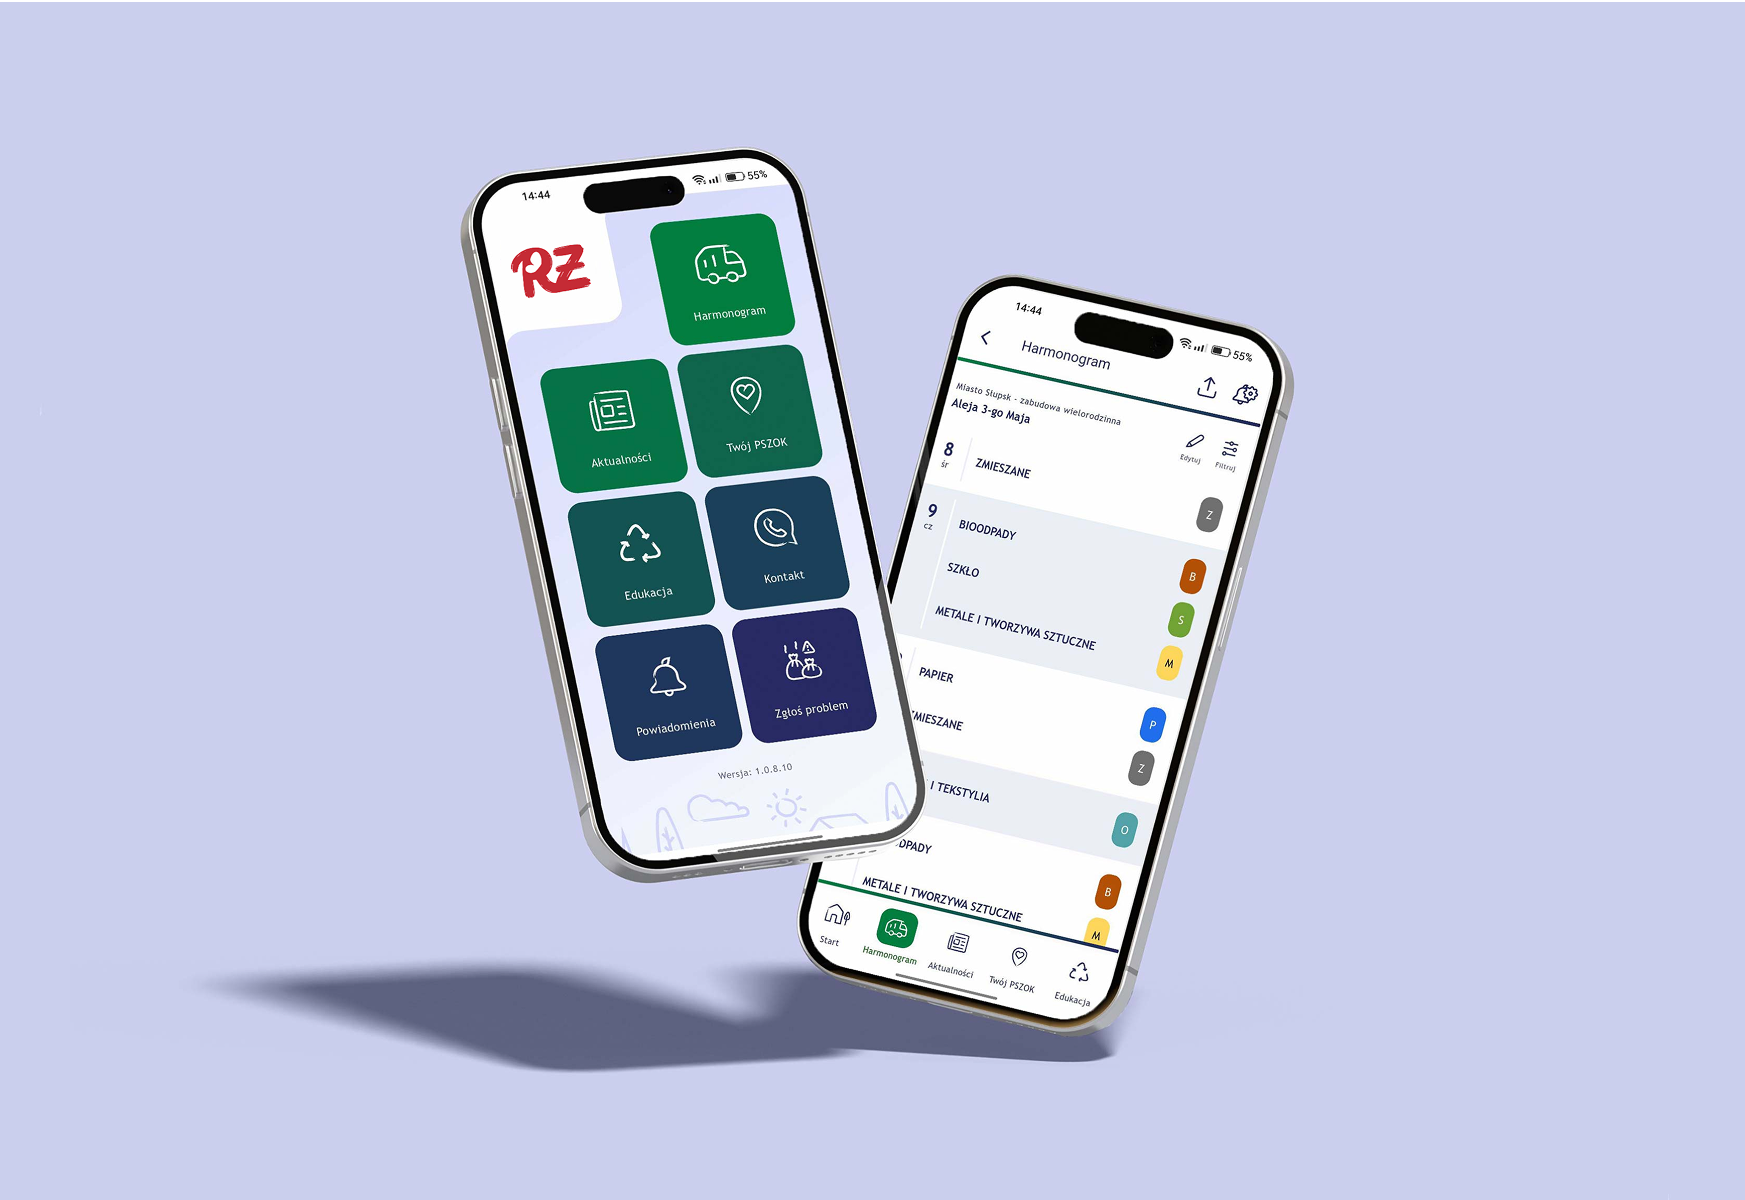 14:44
55%
RZ
Harmonogram
Aktualności
Twój PSZOK
Edukacja
Kontakt
Powiadomienia
Zgłoś problem
Wersja: 1.0.8.10
14:44
55%
Harmonogram
Miasto Słupsk - zabudowa wielorodzinna
Aleja 3-go Maja
Edytuj
Filtruj
8
śr
ZMIESZANE
Z
9
cz
BIOODPADY
B
SZKŁO
S
METALE I TWORZYWA SZTUCZNE
M
PAPIER
P
ZMIESZANE
Z
I TEKSTYLIA
O
B
METALE I TWORZYWA SZTUCZNE
M
Start
Harmonogram
Aktualności
Twój PSZOK
Edukacja